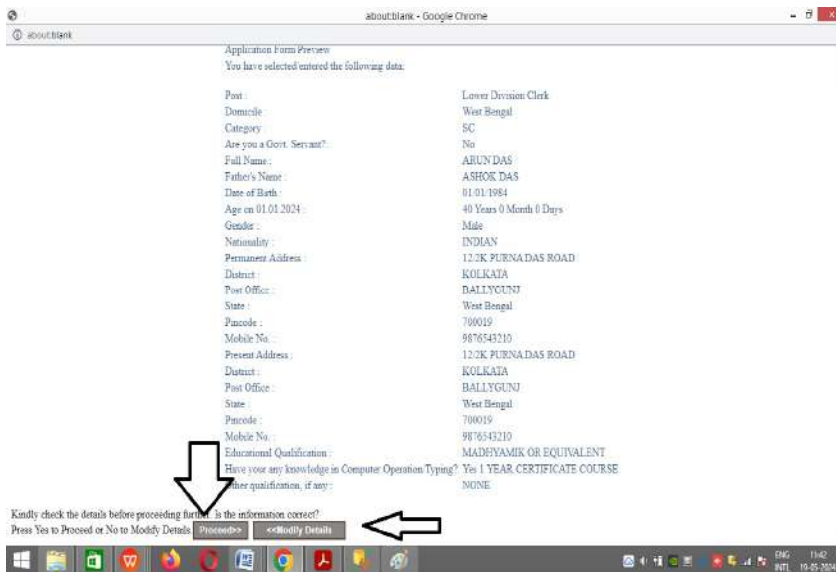 about:blank - Google Chrome
about:blank
Application Form Preview
You have selected/entered the following data:
Post : Lower Division Clerk
Domicile West Bengal
Category SC
Are you a Govt. Servant? No
Full Name : ARUN DAS
Father's Name : ASHOK DAS
Date of Birth : 01/01/1984
Age on 01.01.2024 : 40 Years 0 Month 0 Days
Gender : Male
Nationality : INDIAN
Permanent Address : 12/2K PURNA DAS ROAD
District : KOLKATA
Post Office : BALLYGUNJ
State : West Bengal
Pincode : 700019
Mobile No. : 9876543210
Present Address : 12/2K PURNA DAS ROAD
District : KOLKATA
Post Office : BALLYGUNJ
State : West Bengal
Pincode : 700019
Mobile No. : 9876543210
Educational Qualification : MADHYAMIK OR EQUIVALENT
Have your any knowledge in Computer Operation/Typing? Yes 1 YEAR CERTIFICATE COURSE
ther qualification, if any : NONE
Kindly check the details before proceeding further. Is the information correct?
Press Yes to Proceed or No to Modify Details Proceed>> <<Modify Details
ENG 11:42
INTL 19-05-2024